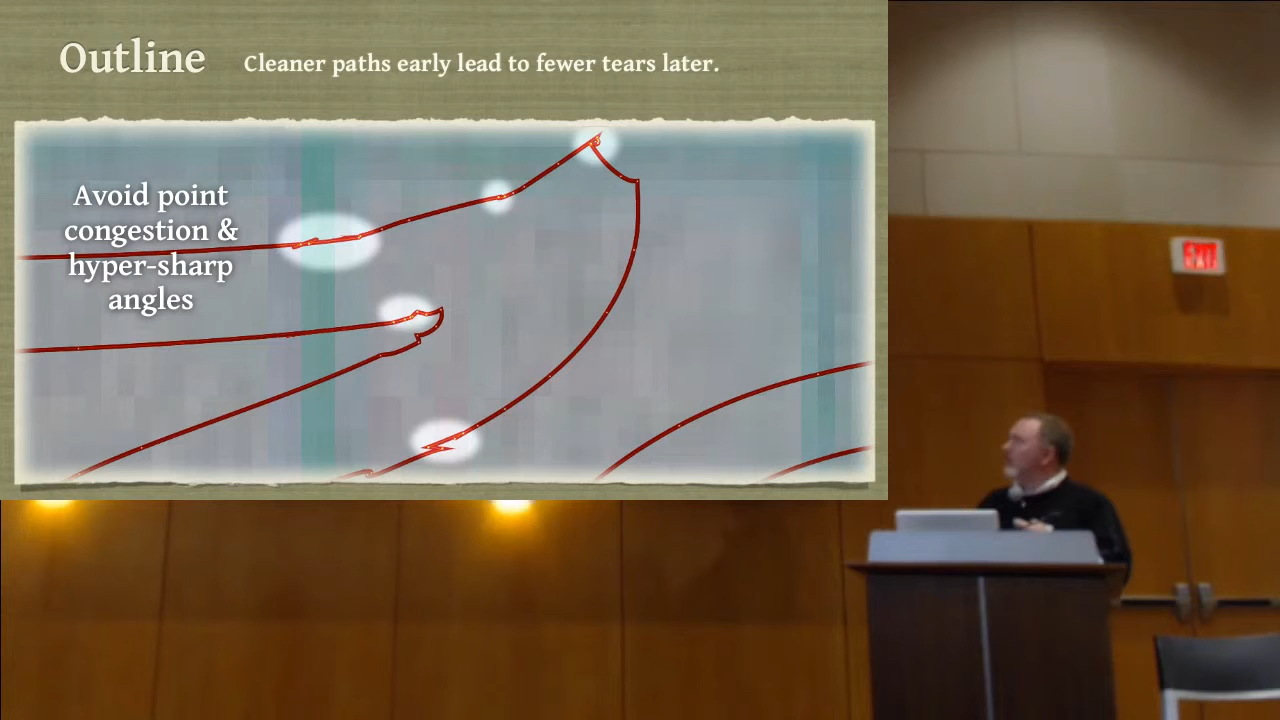 Outline
Cleaner paths early lead to fewer tears later.
Avoid point
congestion &
hyper-sharp
angles
EXIT